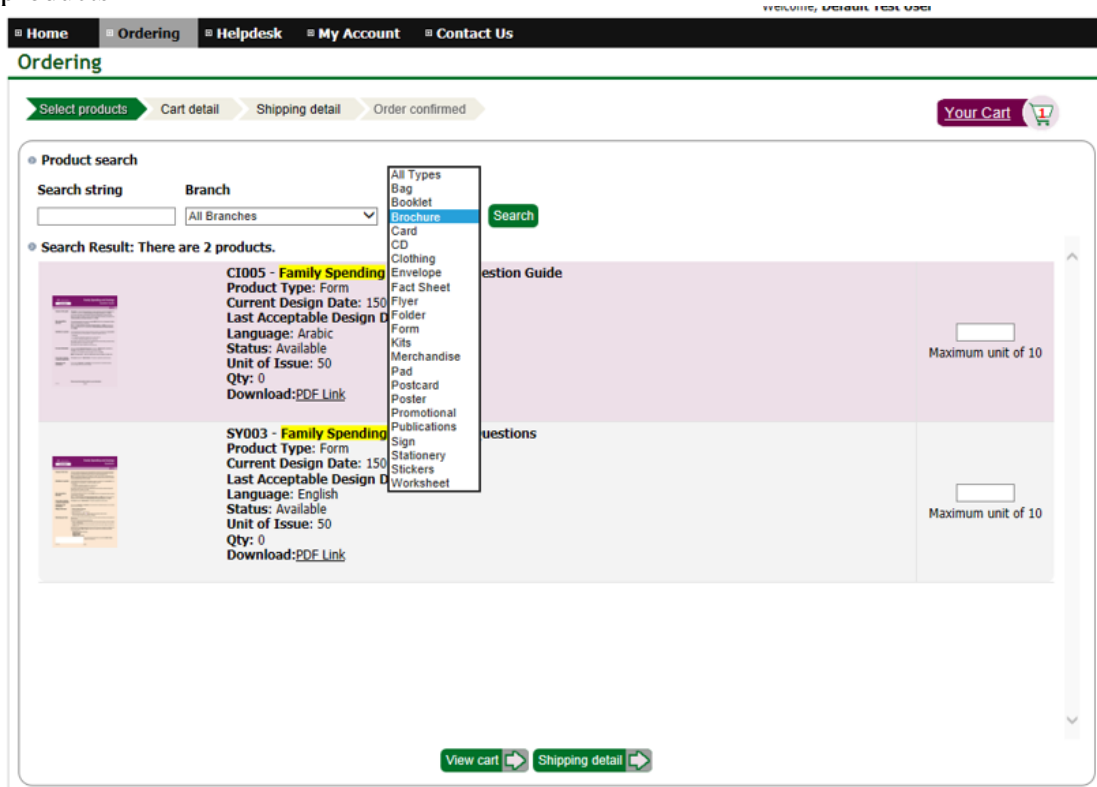 Welcome, Default Test User
Home Ordering Helpdesk My Account Contact Us
Ordering
Select products Cart detail Shipping detail Order confirmed
Your Cart 1
Product search
Search string Branch
All Branches
Search
All Types
Bag
Booklet
Brochure
Card
CD
Clothing
Envelope
Fact Sheet
Flyer
Folder
Form
Kits
Merchandise
Pad
Postcard
Poster
Promotional
Publications
Sign
Stationery
Stickers
Worksheet
Search Result: There are 2 products.
CI005 - Family Spending estion Guide
Product Type: Form
Current Design Date: 150
Last Acceptable Design D
Language: Arabic
Status: Available
Unit of Issue: 50
Qty: 0
Download:PDF Link
Maximum unit of 10
SY003 - Family Spending uestions
Product Type: Form
Current Design Date: 150
Last Acceptable Design D
Language: English
Status: Available
Unit of Issue: 50
Qty: 0
Download:PDF Link
Maximum unit of 10
View cart Shipping detail